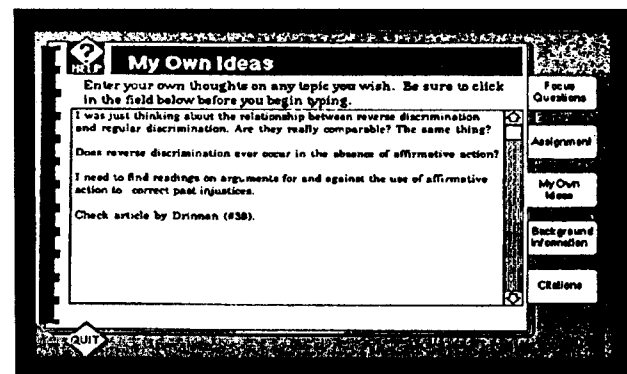 ?
HELP
My Own Ideas
Enter your own thoughts on any topic you wish. Be sure to click
in the field below before you begin typing.
I was just thinking about the relationship between reverse discrimination
and regular discrimination. Are they really comparable? The same thing?
Does reverse discrimination ever occur in the absence of affirmative action?
I need to find readings on arguments for and against the use of affirmative
action to correct past injustices.
Check article by Drinnan (#38).
Focus
Questions
Assignment
My Own
Ideas
Background
Information
Citations
QUIT